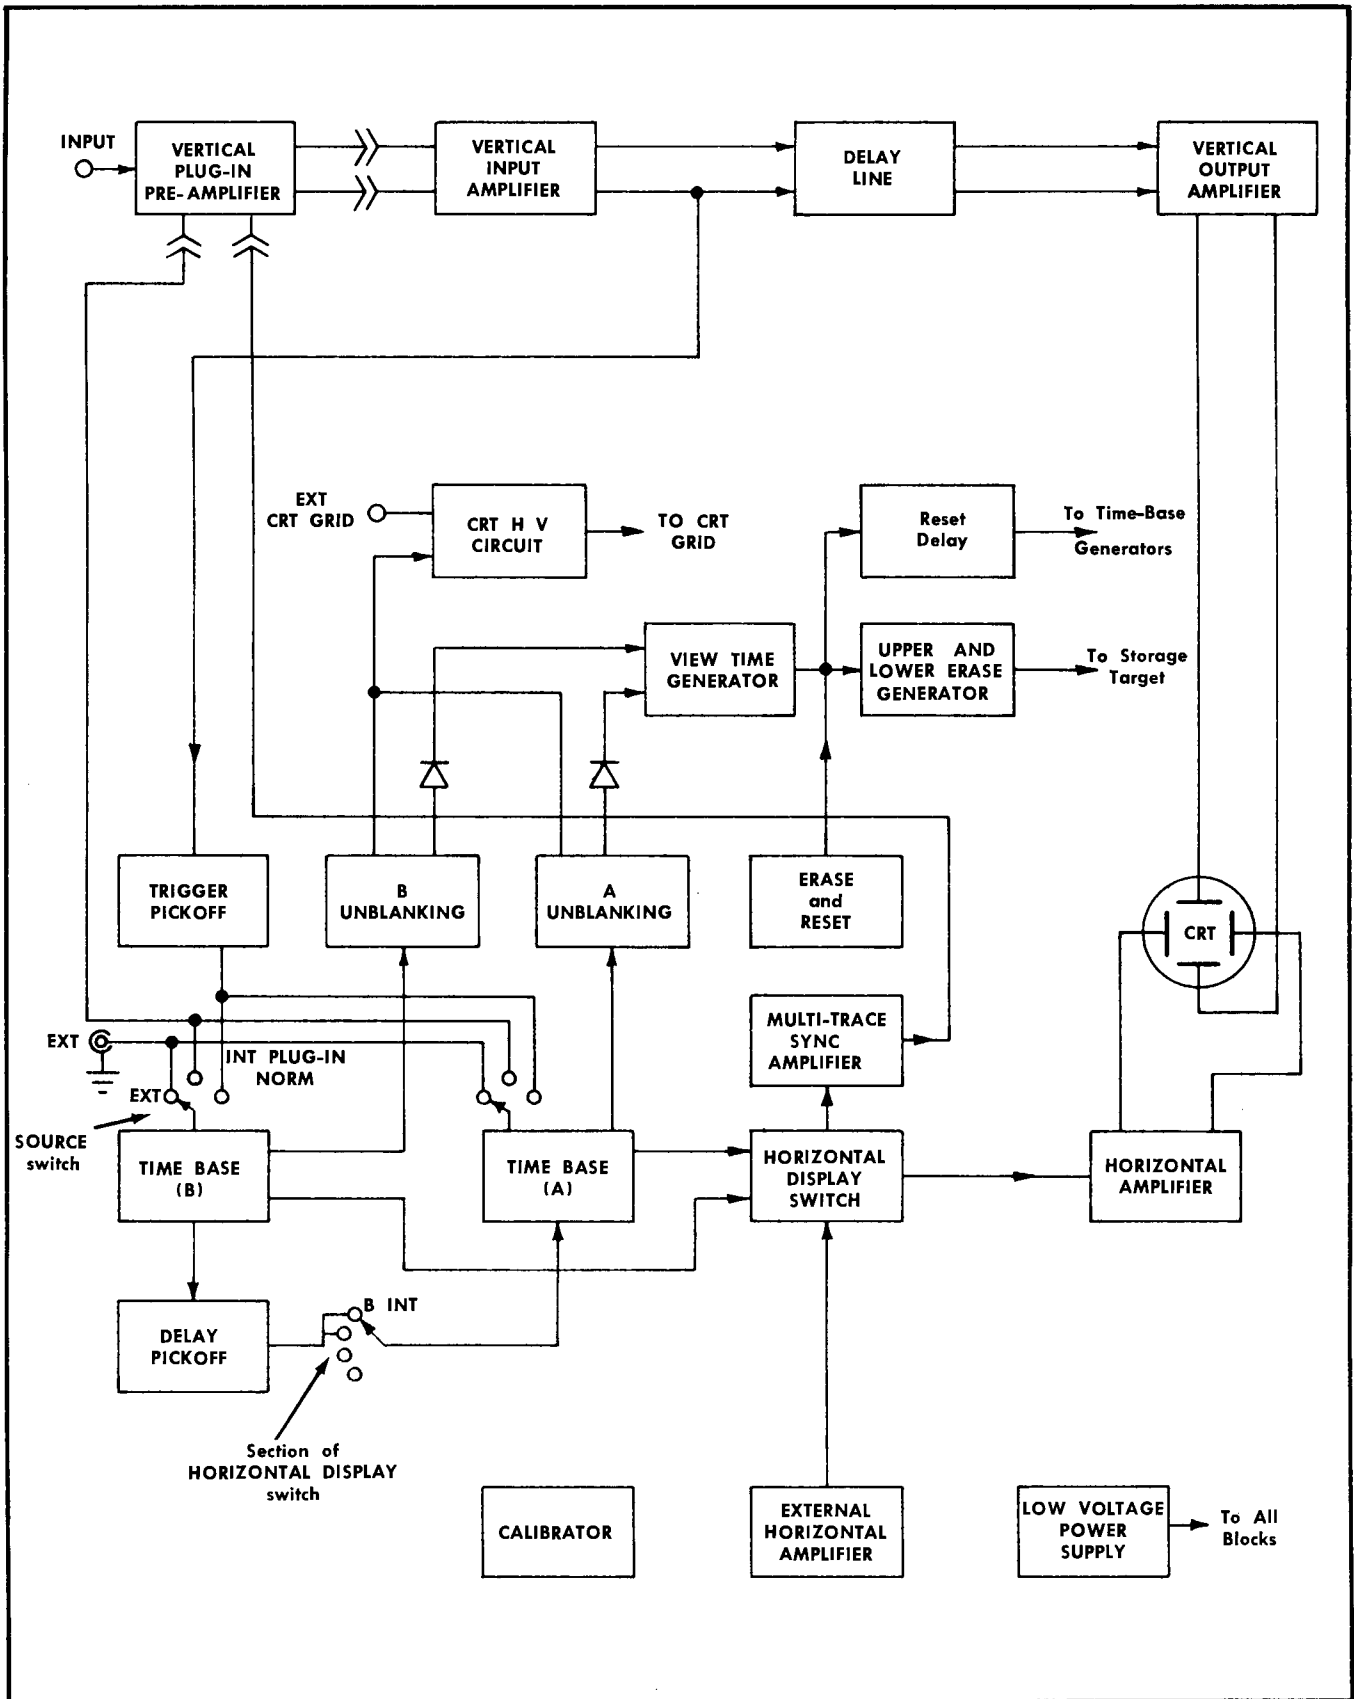 INPUT
VERTICAL
PLUG-IN
PRE-AMPLIFIER
VERTICAL
INPUT
AMPLIFIER
DELAY
LINE
VERTICAL
OUTPUT
AMPLIFIER
EXT
CRT GRID
CRT H V
CIRCUIT
TO CRT
GRID
Reset
Delay
To Time-Base
Generators
VIEW TIME
GENERATOR
UPPER AND
LOWER ERASE
GENERATOR
To Storage
Target
TRIGGER
PICKOFF
B
UNBLANKING
A
UNBLANKING
ERASE
and
RESET
CRT
EXT
INT PLUG-IN
NORM
EXT
SOURCE
switch
MULTI-TRACE
SYNC
AMPLIFIER
TIME BASE
(B)
TIME BASE
(A)
HORIZONTAL
DISPLAY
SWITCH
HORIZONTAL
AMPLIFIER
DELAY
PICKOFF
B INT
Section of
HORIZONTAL DISPLAY
switch
CALIBRATOR
EXTERNAL
HORIZONTAL
AMPLIFIER
LOW VOLTAGE
POWER
SUPPLY
To All
Blocks